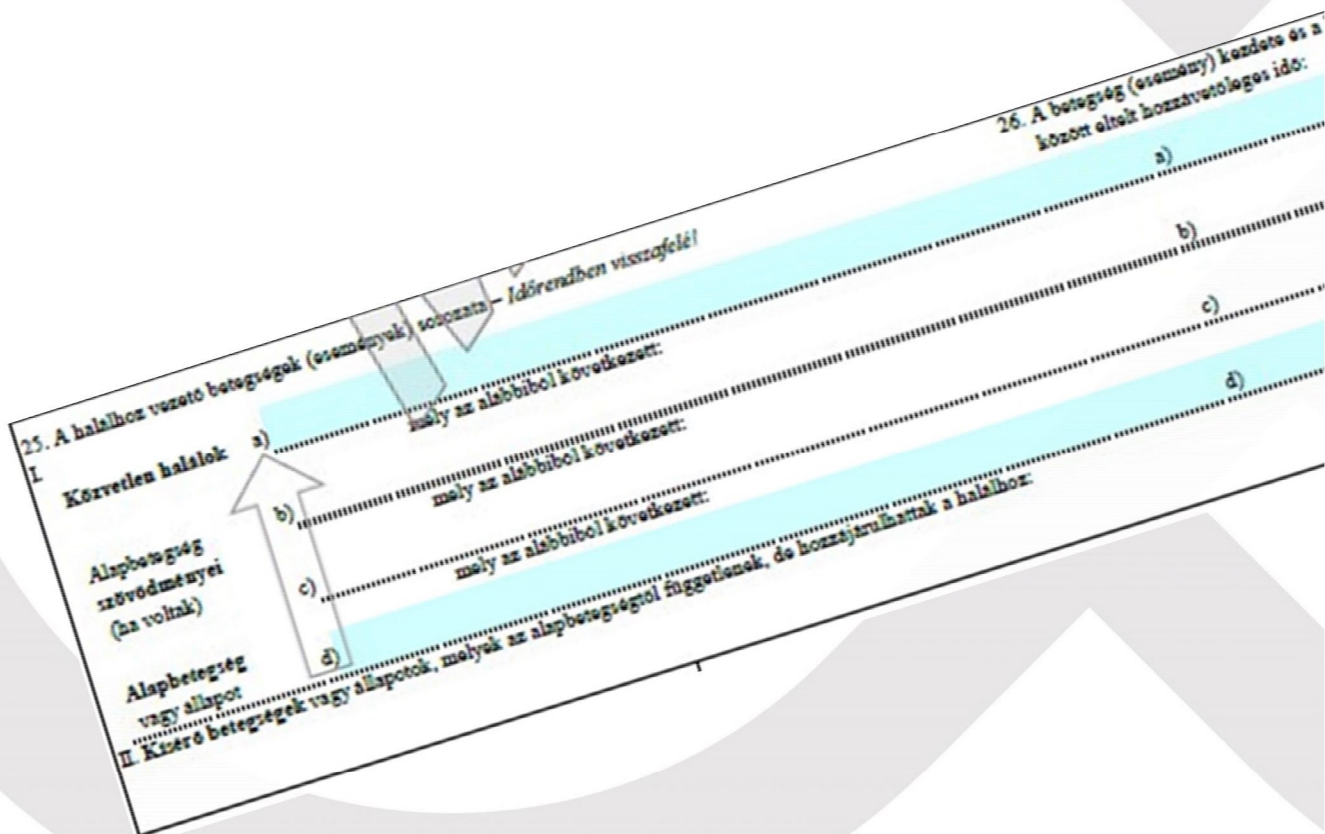 25. A halálhoz vezető betegségek (események) sorozata – Időrendben visszafelé!
26. A betegség (esemény) kezdete és a
között eltelt hozzávetőleges idő:
I.
Közvetlen halálok a) a)
mely az alábbiból következett:
b) b)
mely az alábbiból következett:
Alapbetegség
szövődményei
(ha voltak)
c) c)
mely az alábbiból következett:
Alapbetegség
vagy állapot
d) d)
II. Kísérő betegségek vagy állapotok, melyek az alapbetegségtől függetlenek, de hozzájárulhattak a halálhoz: